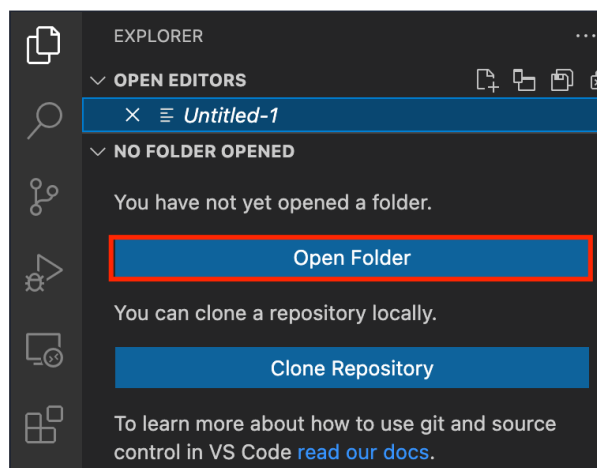 EXPLORER
OPEN EDITORS
Untitled-1
NO FOLDER OPENED
You have not yet opened a folder.
Open Folder
You can clone a repository locally.
Clone Repository
To learn more about how to use git and source
control in VS Code read our docs.